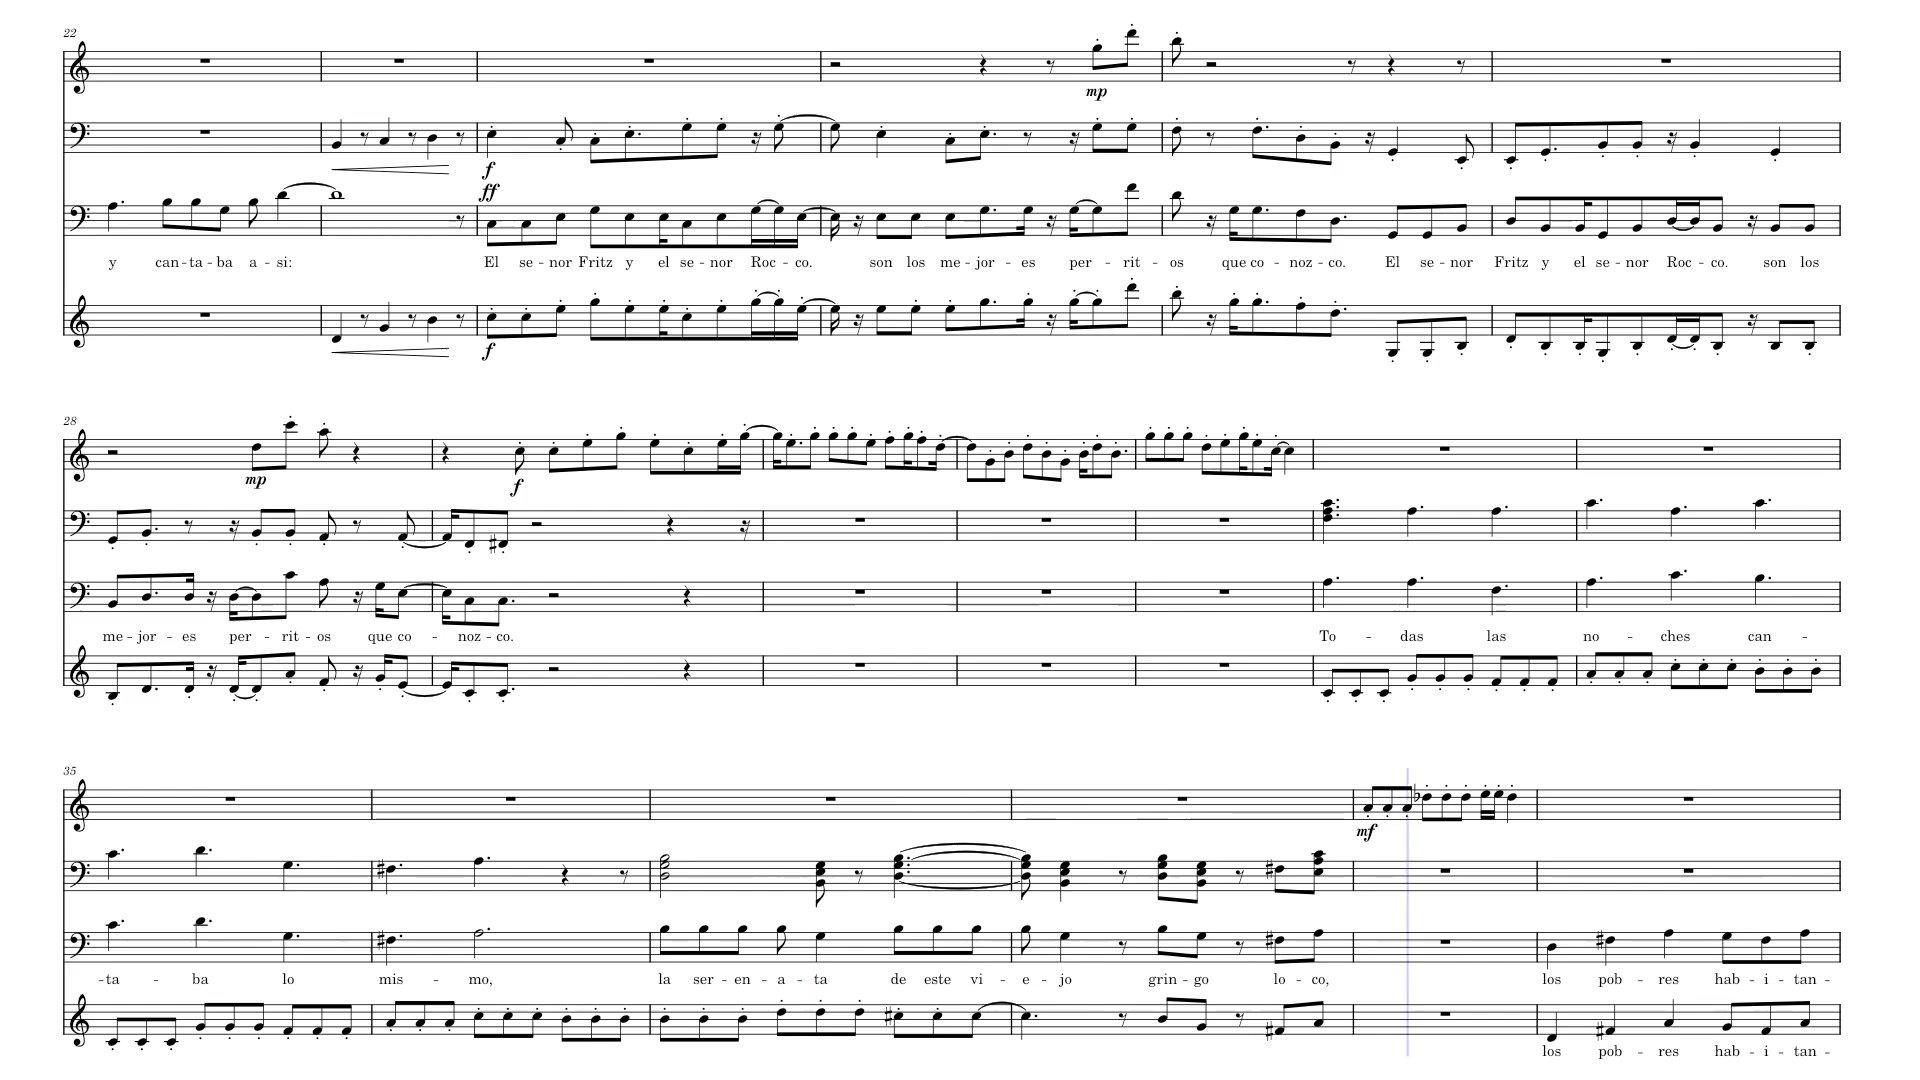 22
mp
f
ff
y can - ta - ba a - si: El se - nor Fritz y el se - nor Roc - co. son los me - jor - es per - rit - os que co - noz - co. El se - nor Fritz y el se - nor Roc - co. son los
f
28
mp
f
me - jor - es per - rit - os que co - noz - co. To - das las no - ches can -
35
mf
- ta - ba lo mis - mo, la ser - en - a - ta de este vi - e - jo grin - go lo - co, los pob - res hab - i - tan -
los pob - res hab - i - tan -